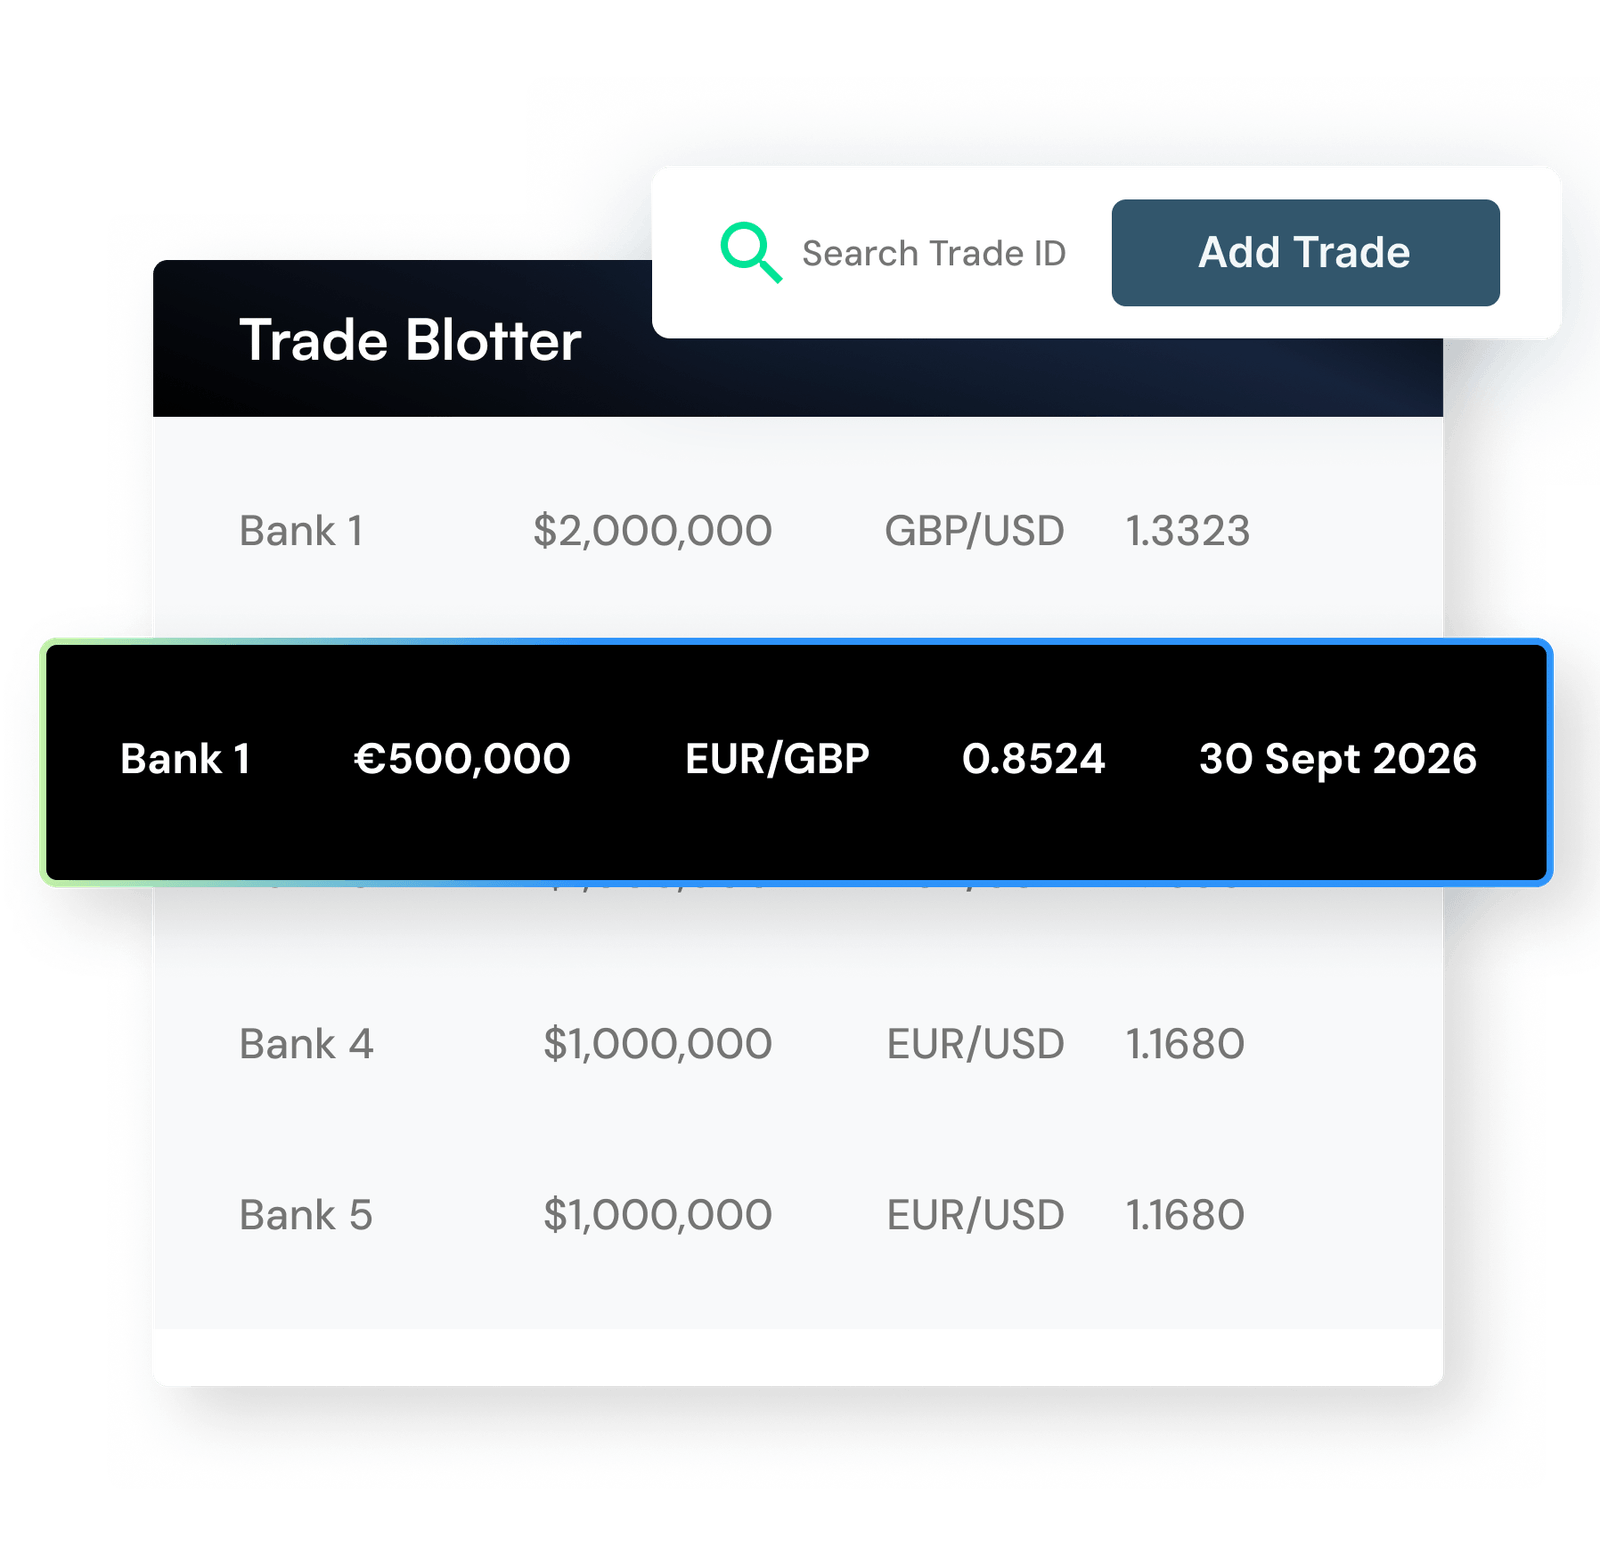 Search Trade ID Add Trade
Trade Blotter
Bank 1 $2,000,000 GBP/USD 1.3323
Bank 1 €500,000 EUR/GBP 0.8524 30 Sept 2026
Bank 4 $1,000,000 EUR/USD 1.1680
Bank 5 $1,000,000 EUR/USD 1.1680